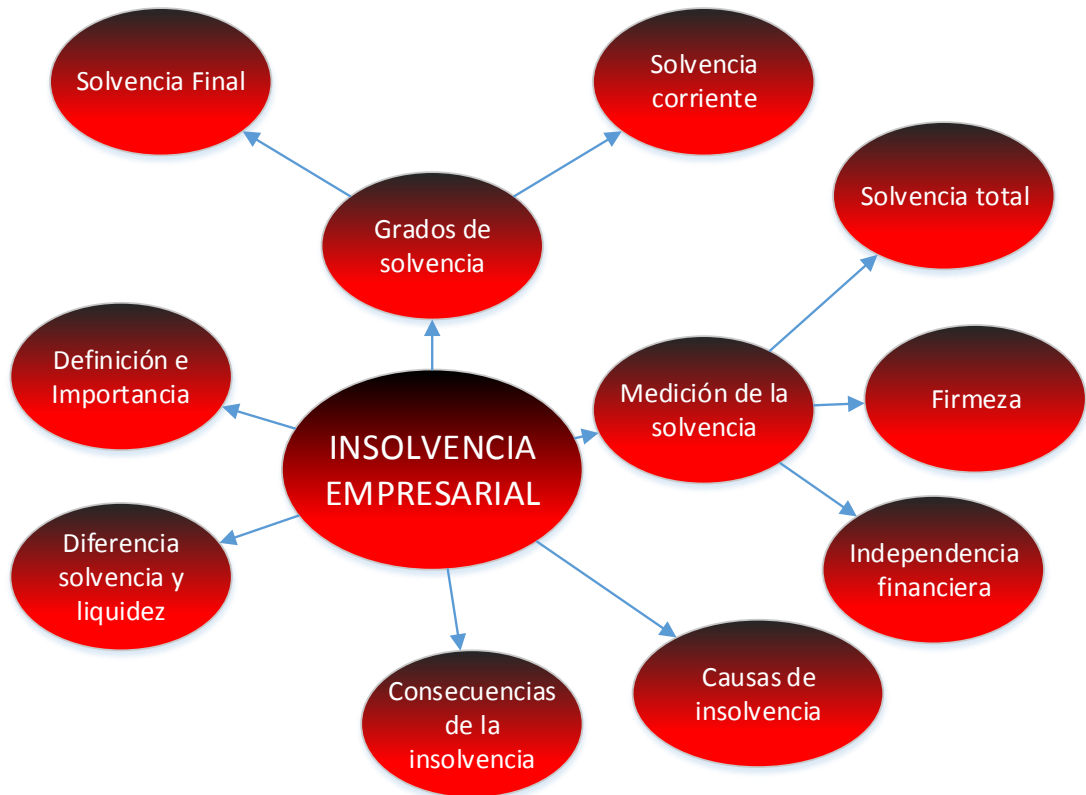 Solvencia Final
Solvencia
corriente
Solvencia total
Grados de
solvencia
Definición e
Importancia
Medición de la
solvencia
Firmeza
INSOLVENCIA
EMPRESARIAL
Diferencia
solvencia y
liquidez
Independencia
financiera
Consecuencias
de la
insolvencia
Causas de
insolvencia